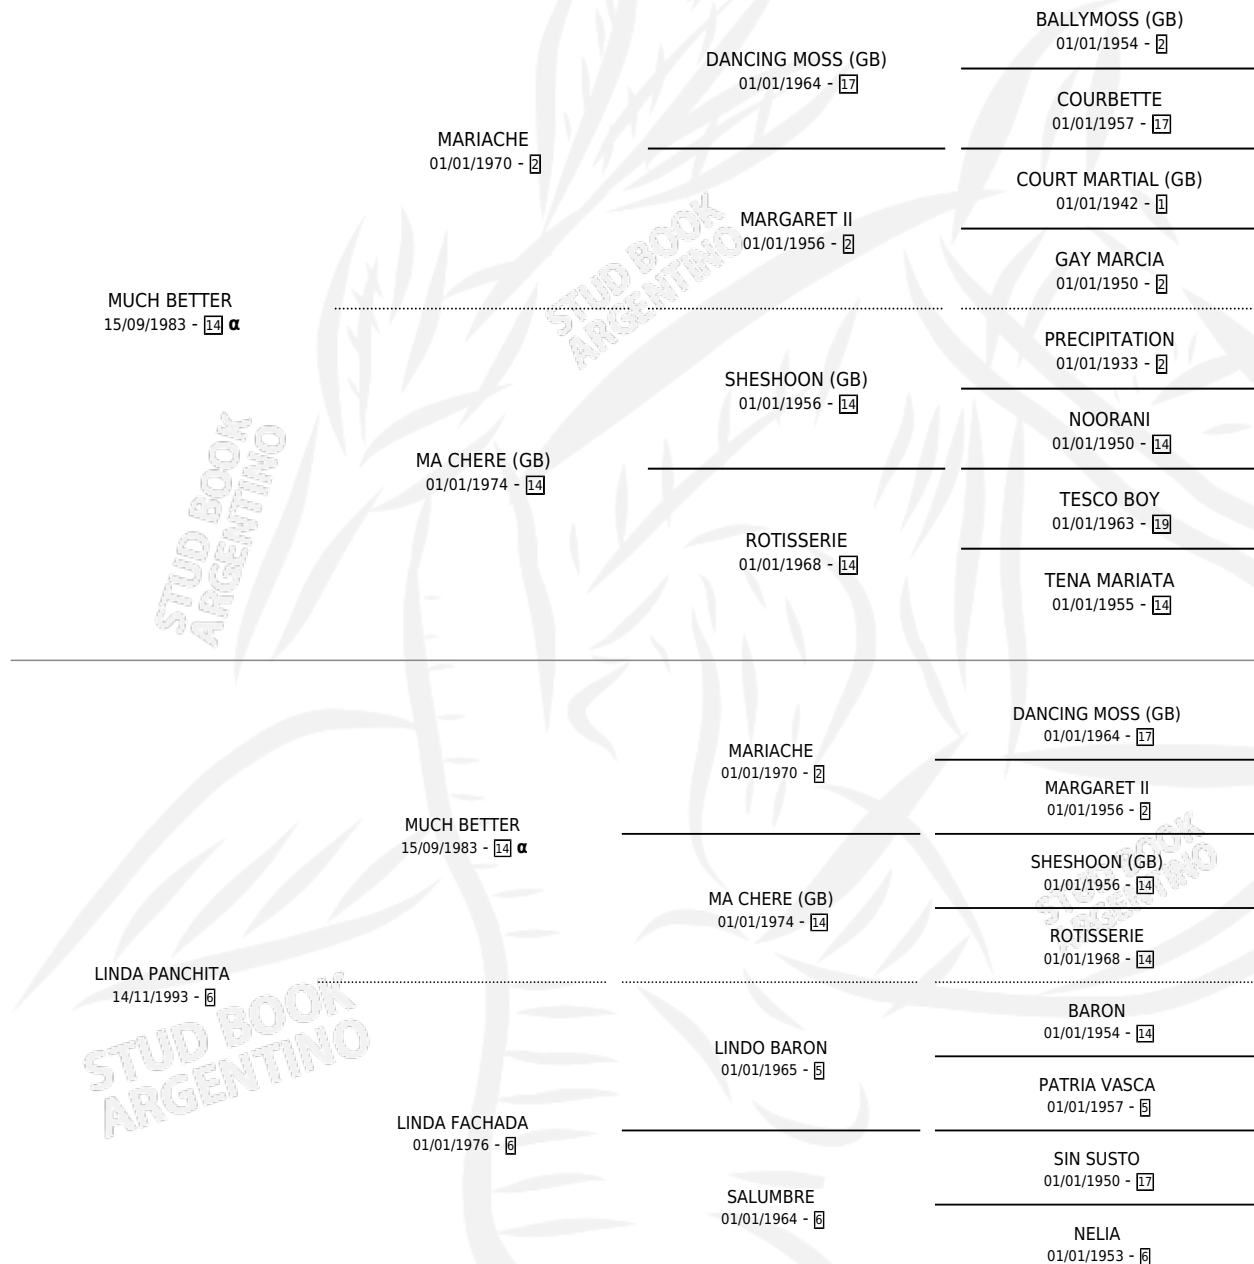 BALLYMOSS (GB)
01/01/1954 - 2
DANCING MOSS (GB)
01/01/1964 - 17
COURBETTE
01/01/1957 - 17
MARIACHE
01/01/1970 - 2
COURT MARTIAL (GB)
01/01/1942 - 1
MARGARET II
01/01/1956 - 2
GAY MARCIA
01/01/1950 - 2
MUCH BETTER
15/09/1983 - 14 α
PRECIPITATION
01/01/1933 - 2
SHESHOON (GB)
01/01/1956 - 14
NOORANI
01/01/1950 - 14
MA CHERE (GB)
01/01/1974 - 14
TESCO BOY
01/01/1963 - 19
ROTISSERIE
01/01/1968 - 14
TENA MARIATA
01/01/1955 - 14
STUD BOOK
ARGENTINO
STUD BOOK
ARGENTINO
DANCING MOSS (GB)
01/01/1964 - 17
MARIACHE
01/01/1970 - 2
MARGARET II
01/01/1956 - 2
MUCH BETTER
15/09/1983 - 14 α
SHESHOON (GB)
01/01/1956 - 14
MA CHERE (GB)
01/01/1974 - 14
ROTISSERIE
01/01/1968 - 14
STUD BOOK
ARGENTINO
LINDA PANCHITA
14/11/1993 - 6
BARON
01/01/1954 - 14
LINDO BARON
01/01/1965 - 5
PATRIA VASCA
01/01/1957 - 5
LINDA FACHADA
01/01/1976 - 6
SIN SUSTO
01/01/1950 - 17
SALUMBRE
01/01/1964 - 6
NELIA
01/01/1953 - 6
STUD BOOK
ARGENTINO